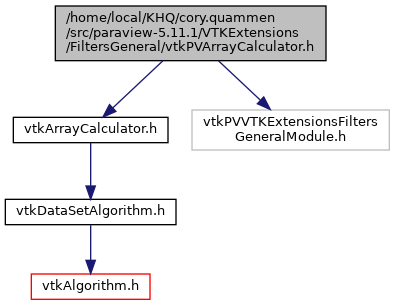 /home/local/KHQ/cory.quammen
/src/paraview-5.11.1/VTKExtensions
/FiltersGeneral/vtkPVArrayCalculator.h
vtkArrayCalculator.h
vtkPVVTKExtensionsFilters
GeneralModule.h
vtkDataSetAlgorithm.h
vtkAlgorithm.h